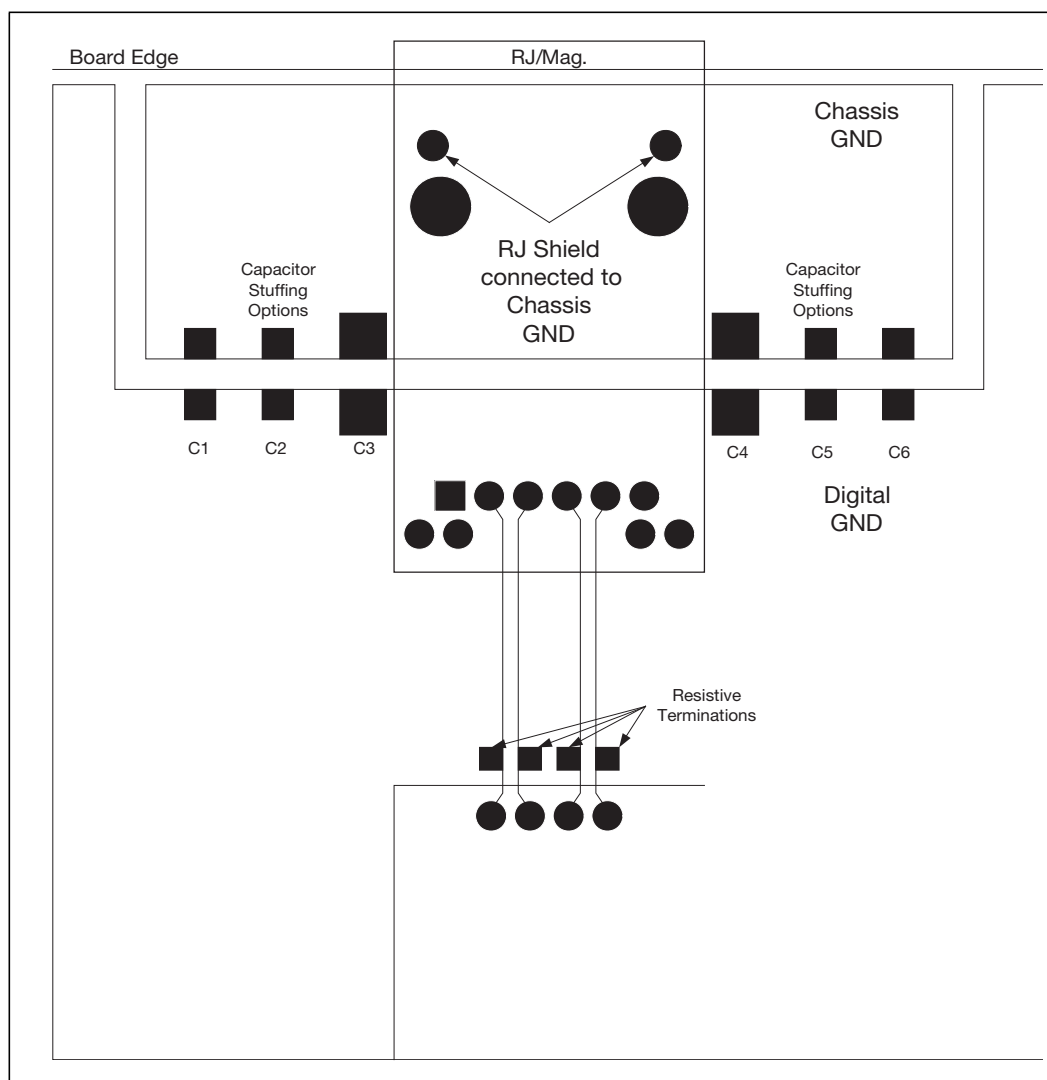 Board Edge
RJ/Mag.
Chassis
GND
RJ Shield
connected to
Chassis
GND
Capacitor
Stuffing
Options
Capacitor
Stuffing
Options
C1
C2
C3
C4
C5
C6
Digital
GND
Resistive
Terminations